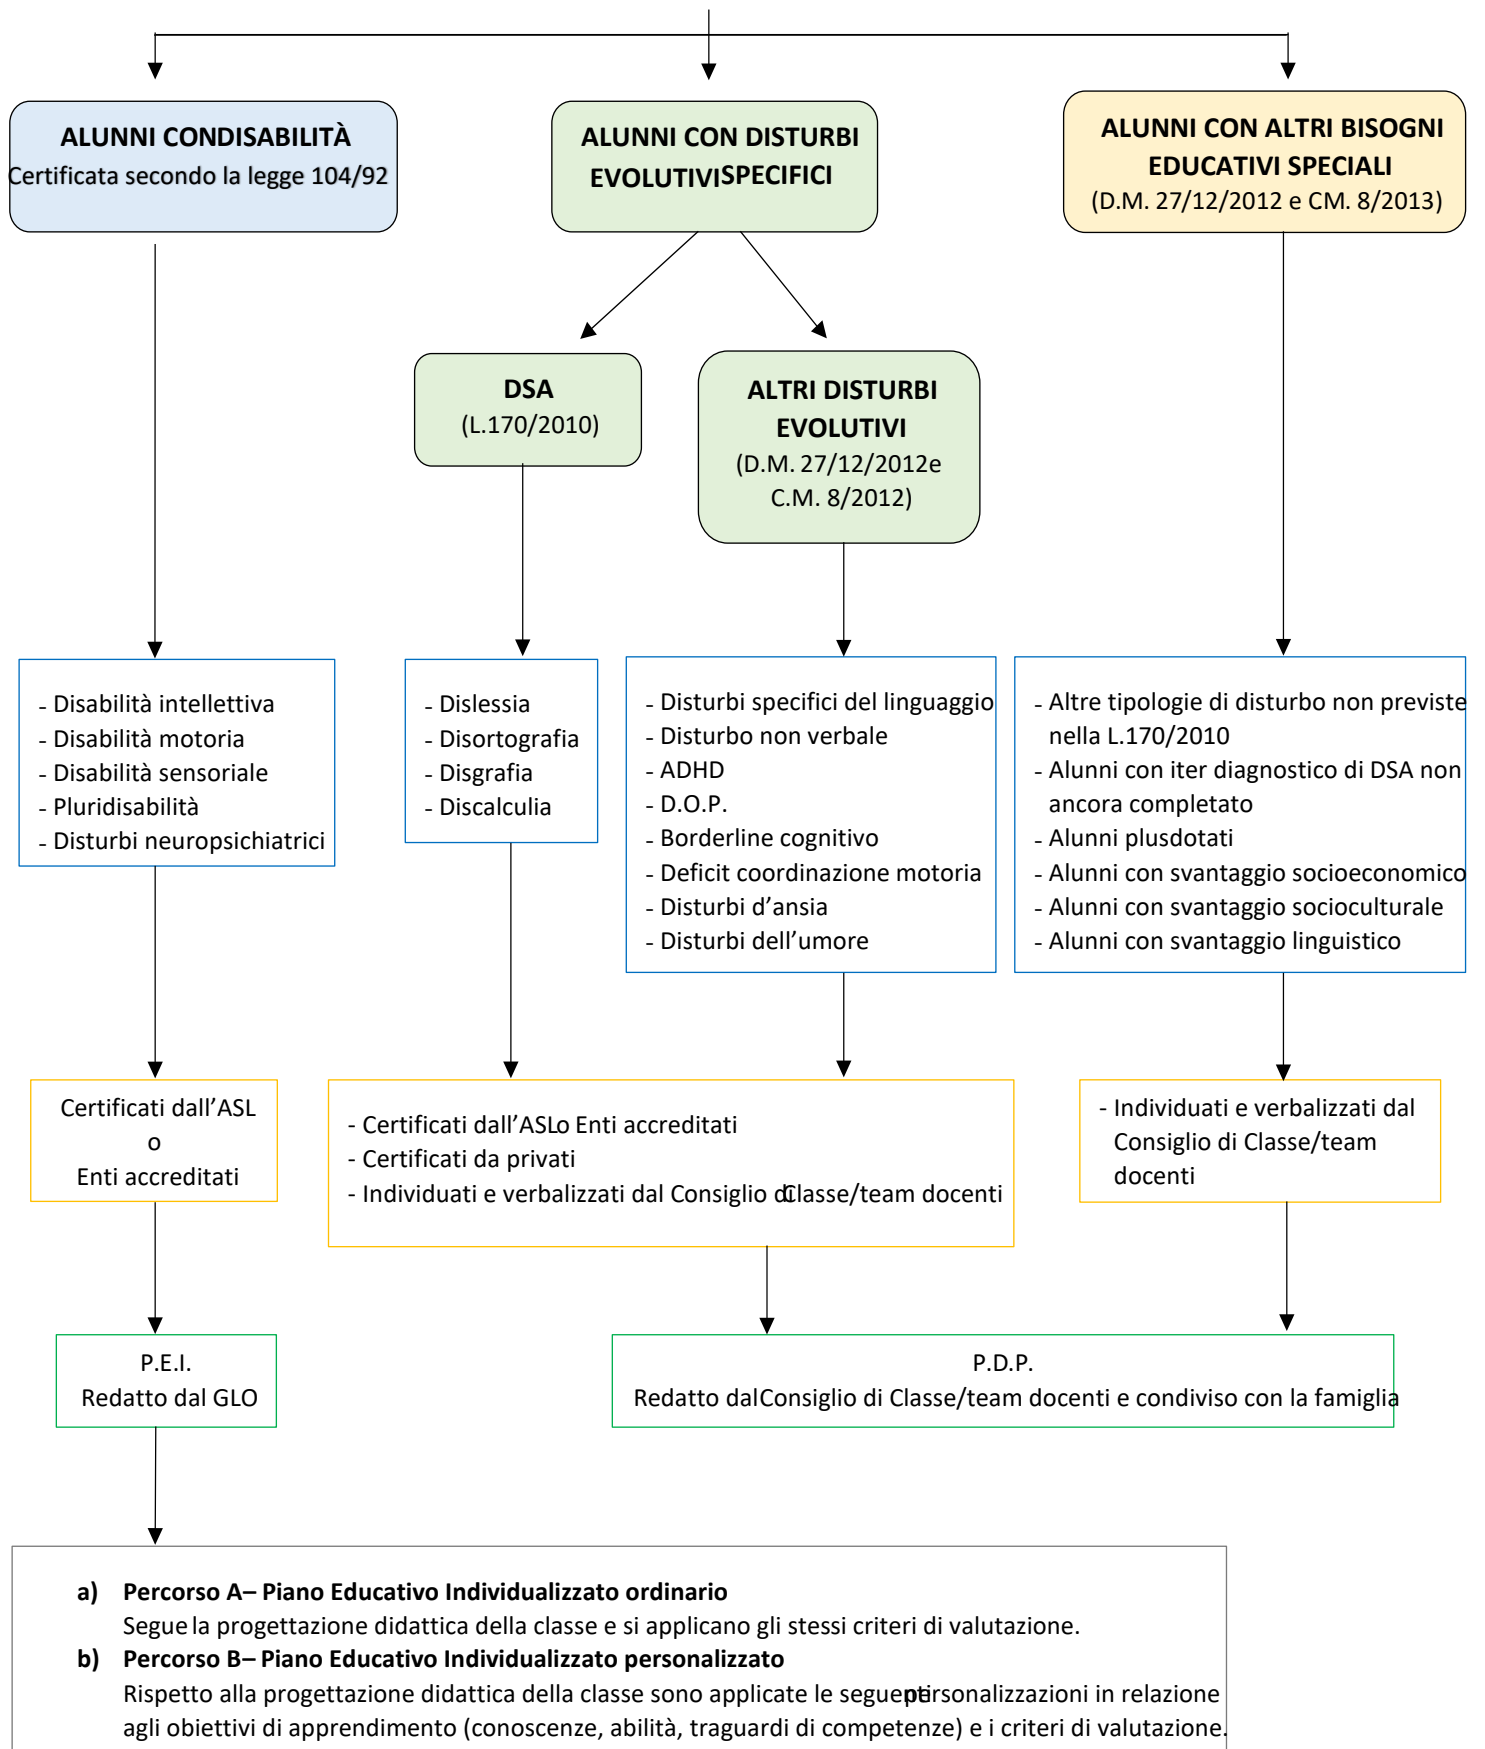 ALUNNI CONDISABILITÀ
Certificata secondo la legge 104/92
ALUNNI CON DISTURBI
EVOLUTIVISPECIFICI
ALUNNI CON ALTRI BISOGNI
EDUCATIVI SPECIALI
(D.M. 27/12/2012 e CM. 8/2013)
DSA
(L.170/2010)
ALTRI DISTURBI
EVOLUTIVI
(D.M. 27/12/2012e
C.M. 8/2012)
- Disabilità intellettiva
- Disabilità motoria
- Disabilità sensoriale
- Pluridisabilità
- Disturbi neuropsichiatrici
- Dislessia
- Disortografia
- Disgrafia
- Discalculia
- Disturbi specifici del linguaggio
- Disturbo non verbale
- ADHD
- D.O.P.
- Borderline cognitivo
- Deficit coordinazione motoria
- Disturbi d'ansia
- Disturbi dell'umore
- Altre tipologie di disturbo non previste
nella L.170/2010
- Alunni con iter diagnostico di DSA non
ancora completato
- Alunni plusdotati
- Alunni con svantaggio socioeconomico
- Alunni con svantaggio socioculturale
- Alunni con svantaggio linguistico
Certificati dall'ASL
o
Enti accreditati
- Certificati dall'ASLo Enti accreditati
- Certificati da privati
- Individuati e verbalizzati dal Consiglio di Classe/team docenti
- Individuati e verbalizzati dal
Consiglio di Classe/team
docenti
P.E.I.
Redatto dal GLO
P.D.P.
Redatto dalConsiglio di Classe/team docenti e condiviso con la famiglia
a) Percorso A– Piano Educativo Individualizzato ordinario
Segue la progettazione didattica della classe e si applicano gli stessi criteri di valutazione.
b) Percorso B– Piano Educativo Individualizzato personalizzato
Rispetto alla progettazione didattica della classe sono applicate le seguenti personalizzazioni in relazione
agli obiettivi di apprendimento (conoscenze, abilità, traguardi di competenze) e i criteri di valutazione.